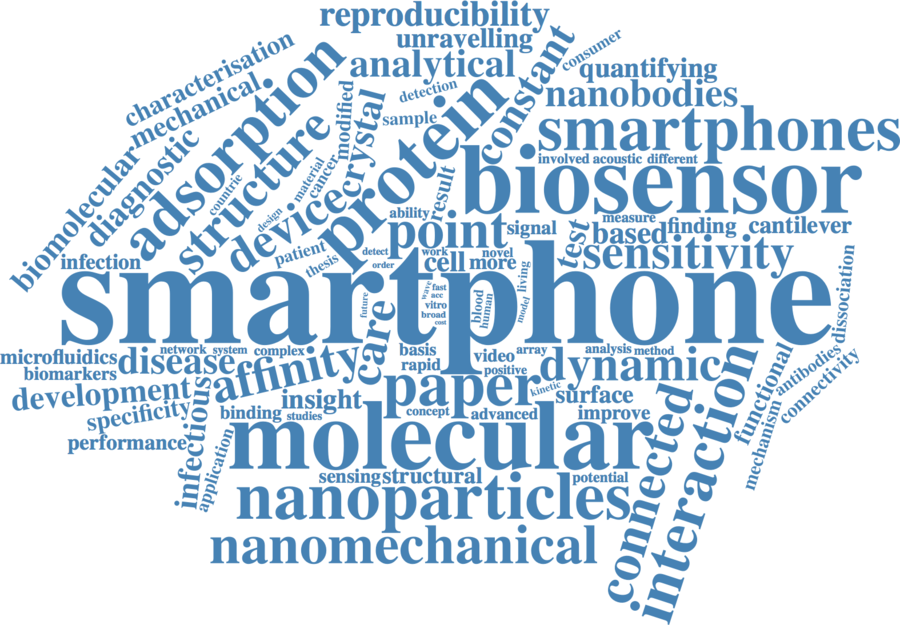 reproducibility
unravelling
consumer
characterisation
analytical
quantifying
mechanical
adsorption
detection
constant
nanobodies
modified
crystal
sample
protein
smartphones
diagnostic
structure
material
cancer
biosensor
involved acoustic different
biomolecular
countrie
device
result
design
ability
point
signal
measure
test
based
finding
cantilever
patient
thesis
infection
detect
order
work
novel
cell
more
sensitivity
smartphone
dissociation
future
care
wave
fast
acc
vitro
broad
cost
blood
human
living
model
microfluidics
biomarkers
disease
network
system
complex
affinity
basis
rapid
video
positive
array
analysis
method
dynamic
functional
antibodies
connectivity
mechanism
development
specificity
infectious
insight
paper
kinetic
surface
binding
studies
concept
advanced
improve
performance
application
molecular
connected
interaction
sensing
structural
potential
nanoparticles
nanomechanical